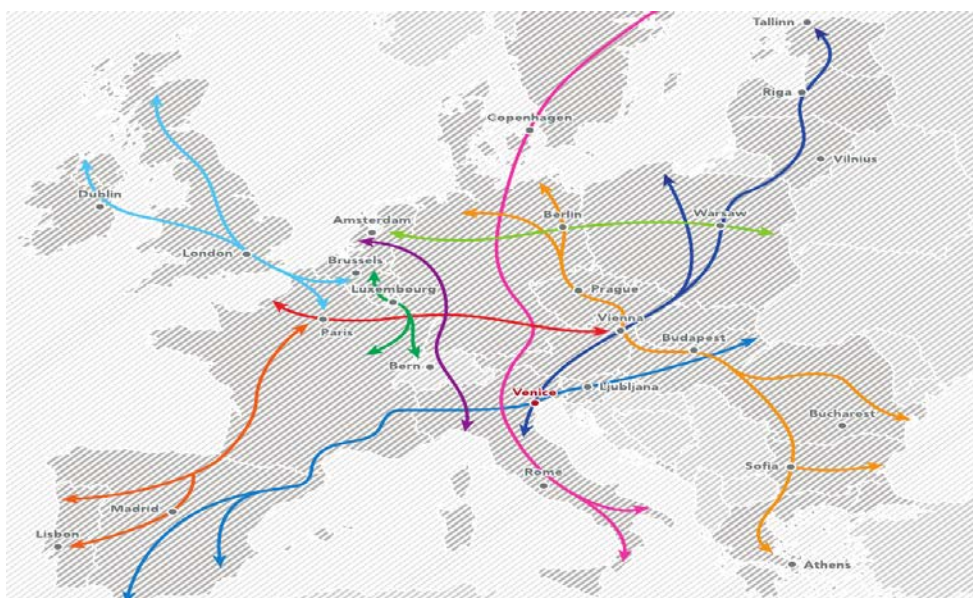 Tallinn
Riga
Copenhagen
Vilnius
Dublin
Amsterdam
Berlin
Warsaw
London
Brussels
Luxembourg
Prague
Paris
Vienna
Budapest
Bern
Ljubljana
Venice
Bucharest
Rome
Sofia
Madrid
Lisbon
Athens